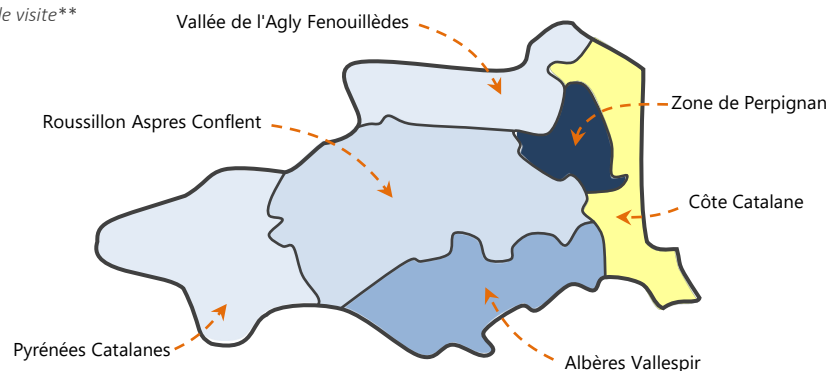 de visite**
Vallée de l'Agly Fenouillèdes
Zone de Perpignan
Roussillon Aspres Conflent
Côte Catalane
Pyrénées Catalanes
Albères Vallespir